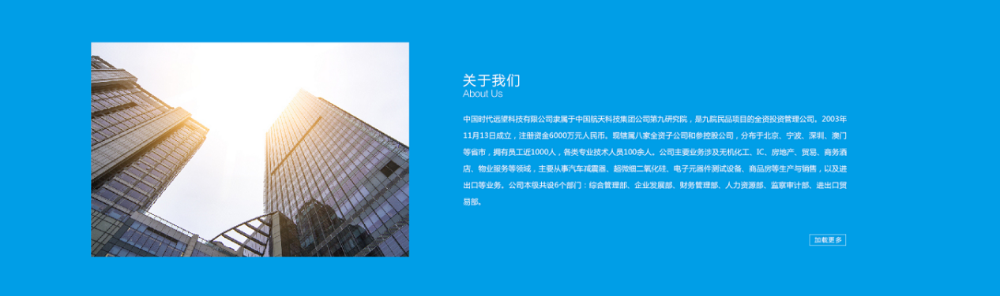 关于我们
About Us
中国时代远望科技有限公司隶属于中国航天科技集团公司第九研究院，是九院民品项目的全资投资管理公司。2003年
11月13日成立，注册资金6000万元人民币。现辖属八家全资子公司和参控股公司，分布于北京、宁波、深圳、澳门
等省市，拥有员工近1000人，各类专业技术人员100余人。公司主要业务涉及无机化工、IC、房地产、贸易、商务酒
店、物业服务等领域，主要从事汽车减震器、超微细二氧化硅、电子元器件测试设备、商品房等生产与销售，以及进
出口等业务。公司本级共设6个部门：综合管理部、企业发展部、财务管理部、人力资源部、监察审计部、进出口贸
易部。
加载更多